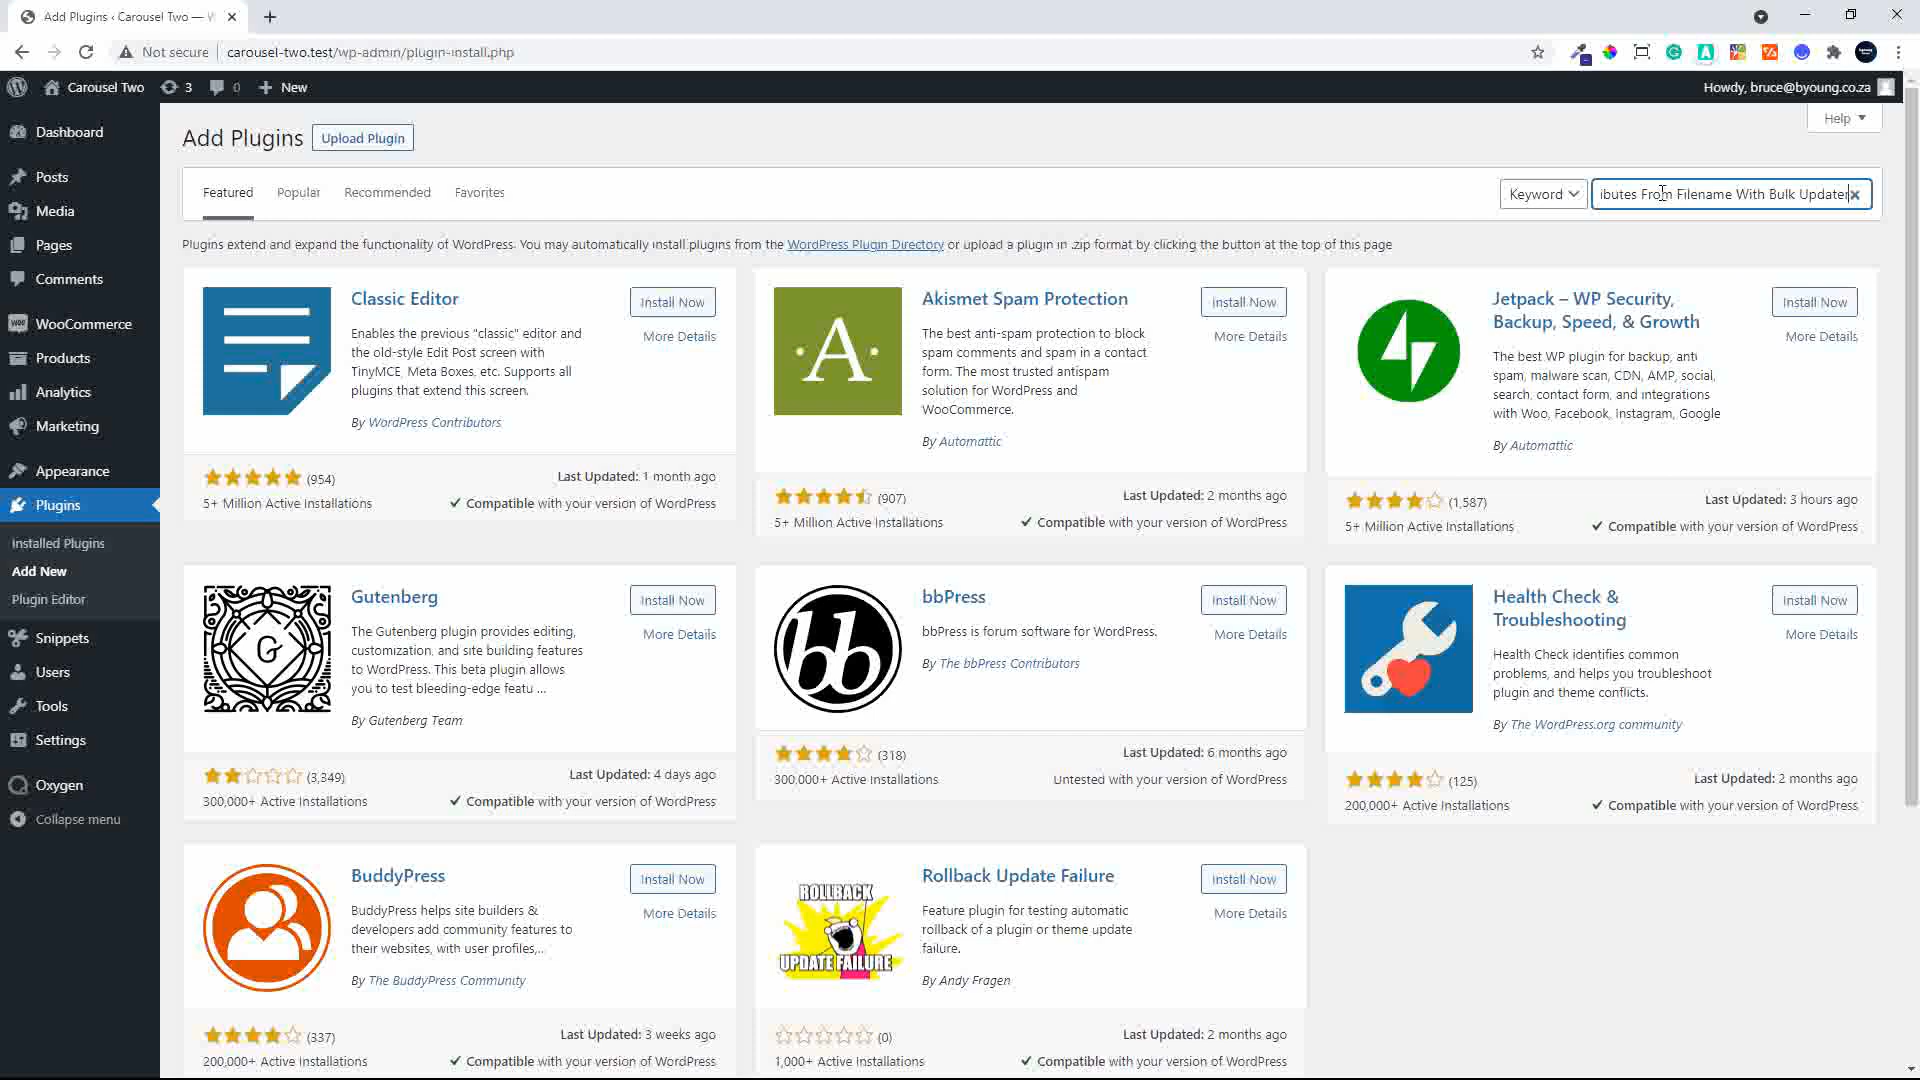 Add Plugins ‹ Carousel Two — W
Not secure
carousel-two.test/wp-admin/plugin-install.php
Carousel Two
3
0
New
Howdy, bruce@byoung.co.za
Help
Dashboard
Posts
Media
Pages
Comments
WooCommerce
Products
Analytics
Marketing
Appearance
Plugins
Installed Plugins
Add New
Plugin Editor
Snippets
Users
Tools
Settings
Oxygen
Collapse menu
Add Plugins
Upload Plugin
Featured
Popular
Recommended
Favorites
Keyword
ibutes From Filename With Bulk Updater
Plugins extend and expand the functionality of WordPress. You may automatically install plugins from the WordPress Plugin Directory or upload a plugin in .zip format by clicking the button at the top of this page
Classic Editor
Install Now
More Details
Enables the previous "classic" editor and
the old-style Edit Post screen with
TinyMCE, Meta Boxes, etc. Supports all
plugins that extend this screen.
By WordPress Contributors
(954)
Last Updated: 1 month ago
5+ Million Active Installations
Compatible with your version of WordPress
A
Akismet Spam Protection
Install Now
More Details
The best anti-spam protection to block
spam comments and spam in a contact
form. The most trusted antispam
solution for WordPress and
WooCommerce.
By Automattic
(907)
Last Updated: 2 months ago
5+ Million Active Installations
Compatible with your version of WordPress
Jetpack – WP Security,
Backup, Speed, & Growth
Install Now
More Details
The best WP plugin for backup, anti
spam, malware scan, CDN, AMP, social,
search, contact form, and integrations
with Woo, Facebook, Instagram, Google
By Automattic
(1,587)
Last Updated: 3 hours ago
5+ Million Active Installations
Compatible with your version of WordPress
G
Gutenberg
Install Now
More Details
The Gutenberg plugin provides editing,
customization, and site building features
to WordPress. This beta plugin allows
you to test bleeding-edge featu ...
By Gutenberg Team
(3,349)
Last Updated: 4 days ago
300,000+ Active Installations
Compatible with your version of WordPress
bb
bbPress
Install Now
More Details
bbPress is forum software for WordPress.
By The bbPress Contributors
(318)
Last Updated: 6 months ago
300,000+ Active Installations
Untested with your version of WordPress
Health Check &
Troubleshooting
Install Now
More Details
Health Check identifies common
problems, and helps you troubleshoot
plugin and theme conflicts.
By The WordPress.org community
(125)
Last Updated: 2 months ago
200,000+ Active Installations
Compatible with your version of WordPress
BuddyPress
Install Now
More Details
BuddyPress helps site builders &
developers add community features to
their websites, with user profiles,...
By The BuddyPress Community
(337)
Last Updated: 3 weeks ago
200,000+ Active Installations
Compatible with your version of WordPress
ROLLBACK
UPDATE FAILURE
Rollback Update Failure
Install Now
More Details
Feature plugin for testing automatic
rollback of a plugin or theme update
failure.
By Andy Fragen
(0)
Last Updated: 2 months ago
1,000+ Active Installations
Compatible with your version of WordPress